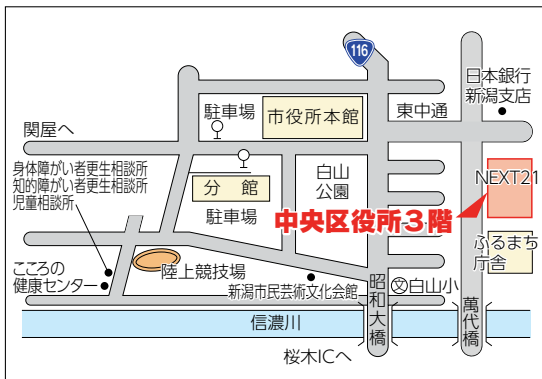 116
日本銀行
新潟支店
駐車場
市役所本館
東中通
関屋へ
身体障がい者更生相談所
知的障がい者更生相談所
児童相談所
分館
駐車場
白山
公園
NEXT21
中央区役所3階
ふるまち
庁舎
こころの
健康センター
陸上競技場
新潟市民芸術文化会館
昭和大橋
文白山小
萬代橋
信濃川
桜木ICへ